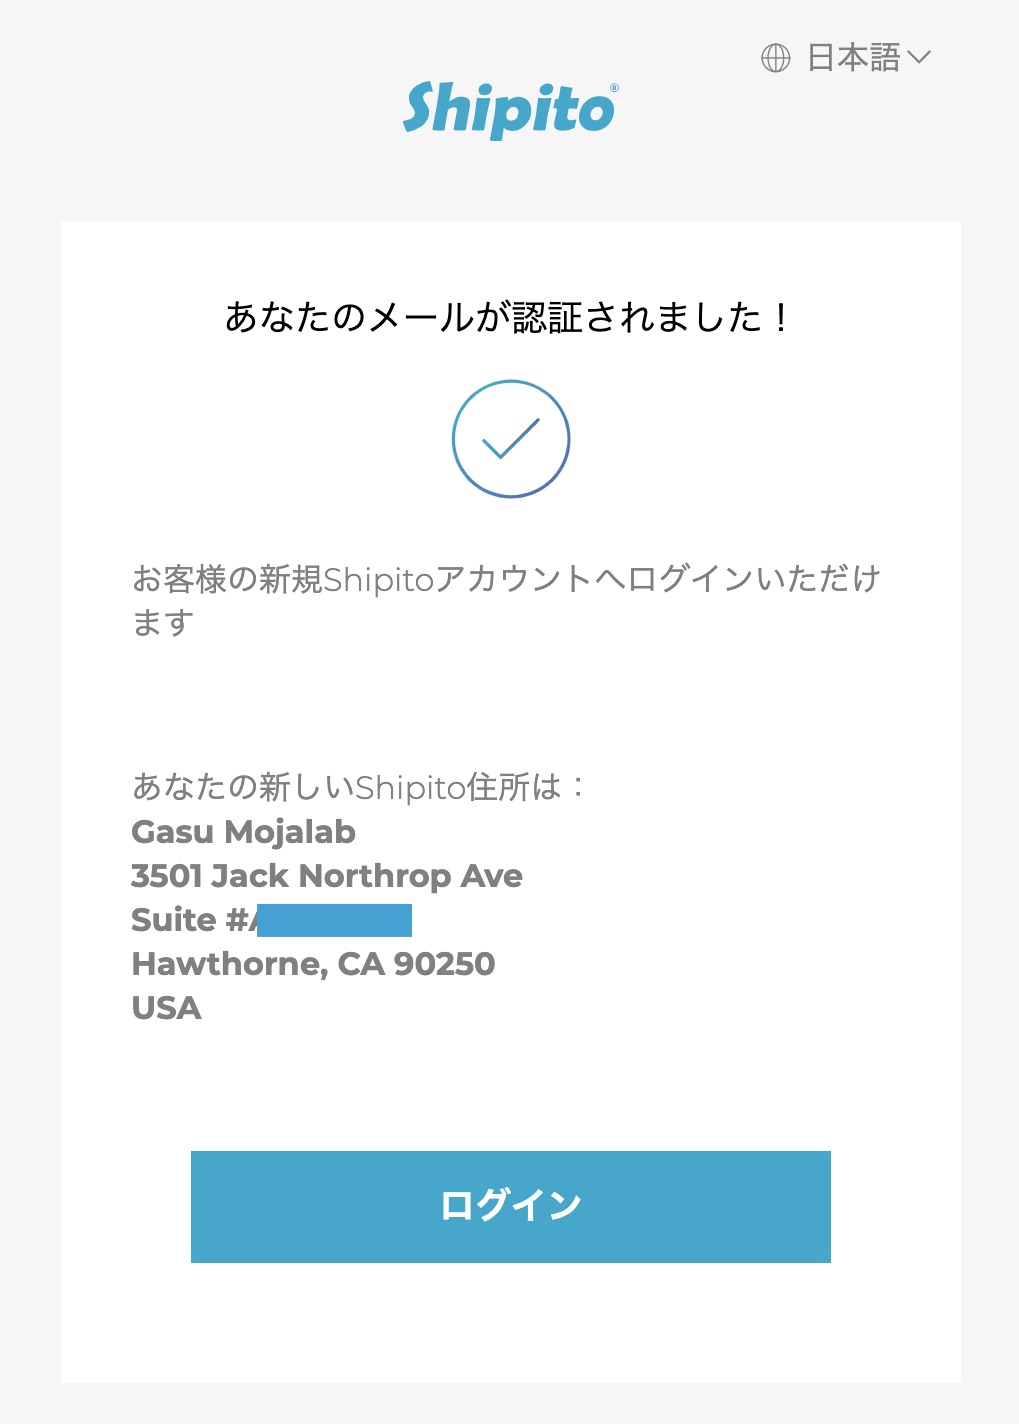 日本語
Shipito®
あなたのメールが認証されました！
お客様の新規Shipitoアカウントへログインいただけ
ます
あなたの新しいShipito住所は：
Gasu Mojalab
3501 Jack Northrop Ave
Suite #
Hawthorne, CA 90250
USA
ログイン